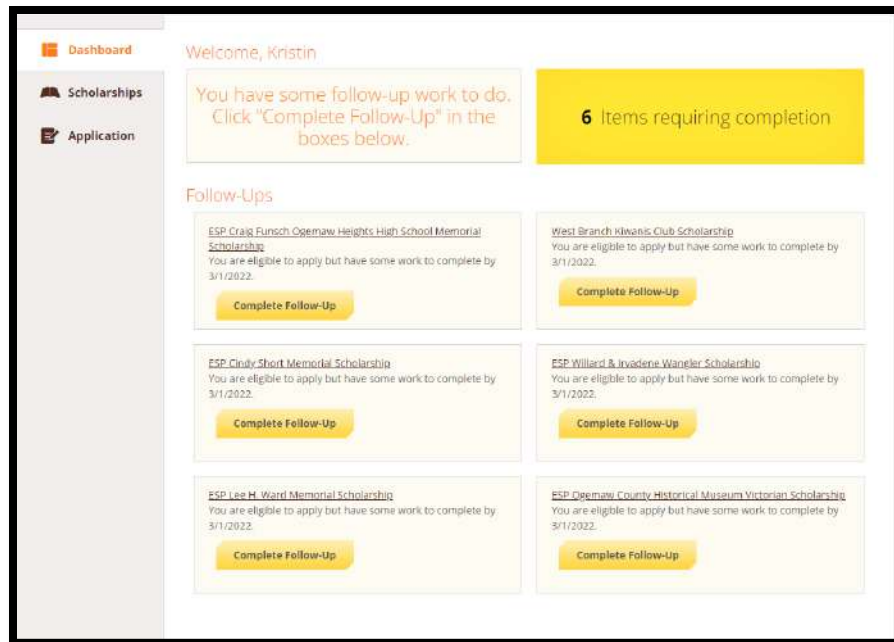 Dashboard
Scholarships
Application
Welcome, Kristin
You have some follow-up work to do.
Click "Complete Follow-Up" in the
boxes below.
6 Items requiring completion
Follow-Ups
ESP Craig Funsch Ogemaw Heights High School Memorial
Scholarship
You are eligible to apply but have some work to complete by
3/1/2022.
Complete Follow-Up
West Branch Kiwanis Club Scholarship
You are eligible to apply but have some work to complete by
3/1/2022.
Complete Follow-Up
ESP Cindy Short Memorial Scholarship
You are eligible to apply but have some work to complete by
3/1/2022.
Complete Follow-Up
ESP Willard & Irvadene Wangler Scholarship
You are eligible to apply but have some work to complete by
3/1/2022.
Complete Follow-Up
ESP Lee H. Ward Memorial Scholarship
You are eligible to apply but have some work to complete by
3/1/2022.
Complete Follow-Up
ESP Ogemaw County Historical Museum Victorian Scholarship
You are eligible to apply but have some work to complete by
3/1/2022.
Complete Follow-Up